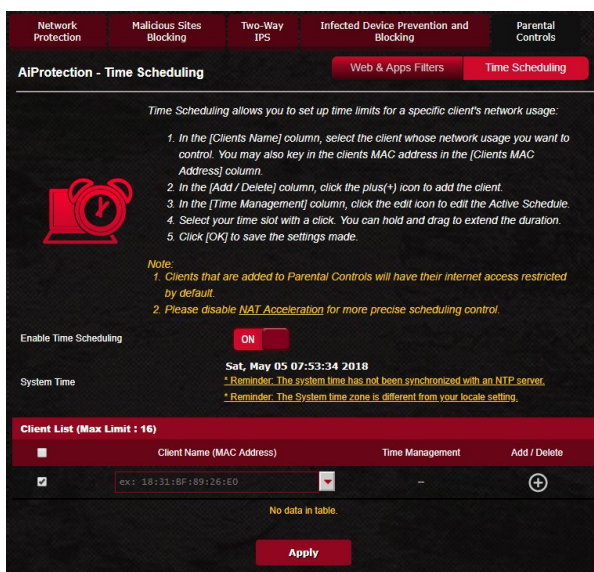 Network Protection
Malicious Sites Blocking
Two-Way IPS
Infected Device Prevention and Blocking
Parental Controls
AiProtection - Time Scheduling
Web & Apps Filters
Time Scheduling
Time Scheduling allows you to set up time limits for a specific client's network usage:
1. In the [Clients Name] column, select the client whose network usage you want to
control. You may also key in the clients MAC address in the [Clients MAC
Address] column.
2. In the [Add / Delete] column, click the plus(+) icon to add the client.
3. In the [Time Management] column, click the edit icon to edit the Active Schedule.
4. Select your time slot with a click. You can hold and drag to extend the duration.
5. Click [OK] to save the settings made.
Note:
1. Clients that are added to Parental Controls will have their internet access restricted
by default.
2. Please disable NAT Acceleration for more precise scheduling control.
Enable Time Scheduling
ON
System Time
Sat, May 05 07:53:34 2018
* Reminder: The system time has not been synchronized with an NTP server.
* Reminder: The System time zone is different from your locale setting.
Client List (Max Limit : 16)
Client Name (MAC Address)
Time Management
Add / Delete
ex: 18:31:BF:89:26:E0
--
No data in table.
Apply